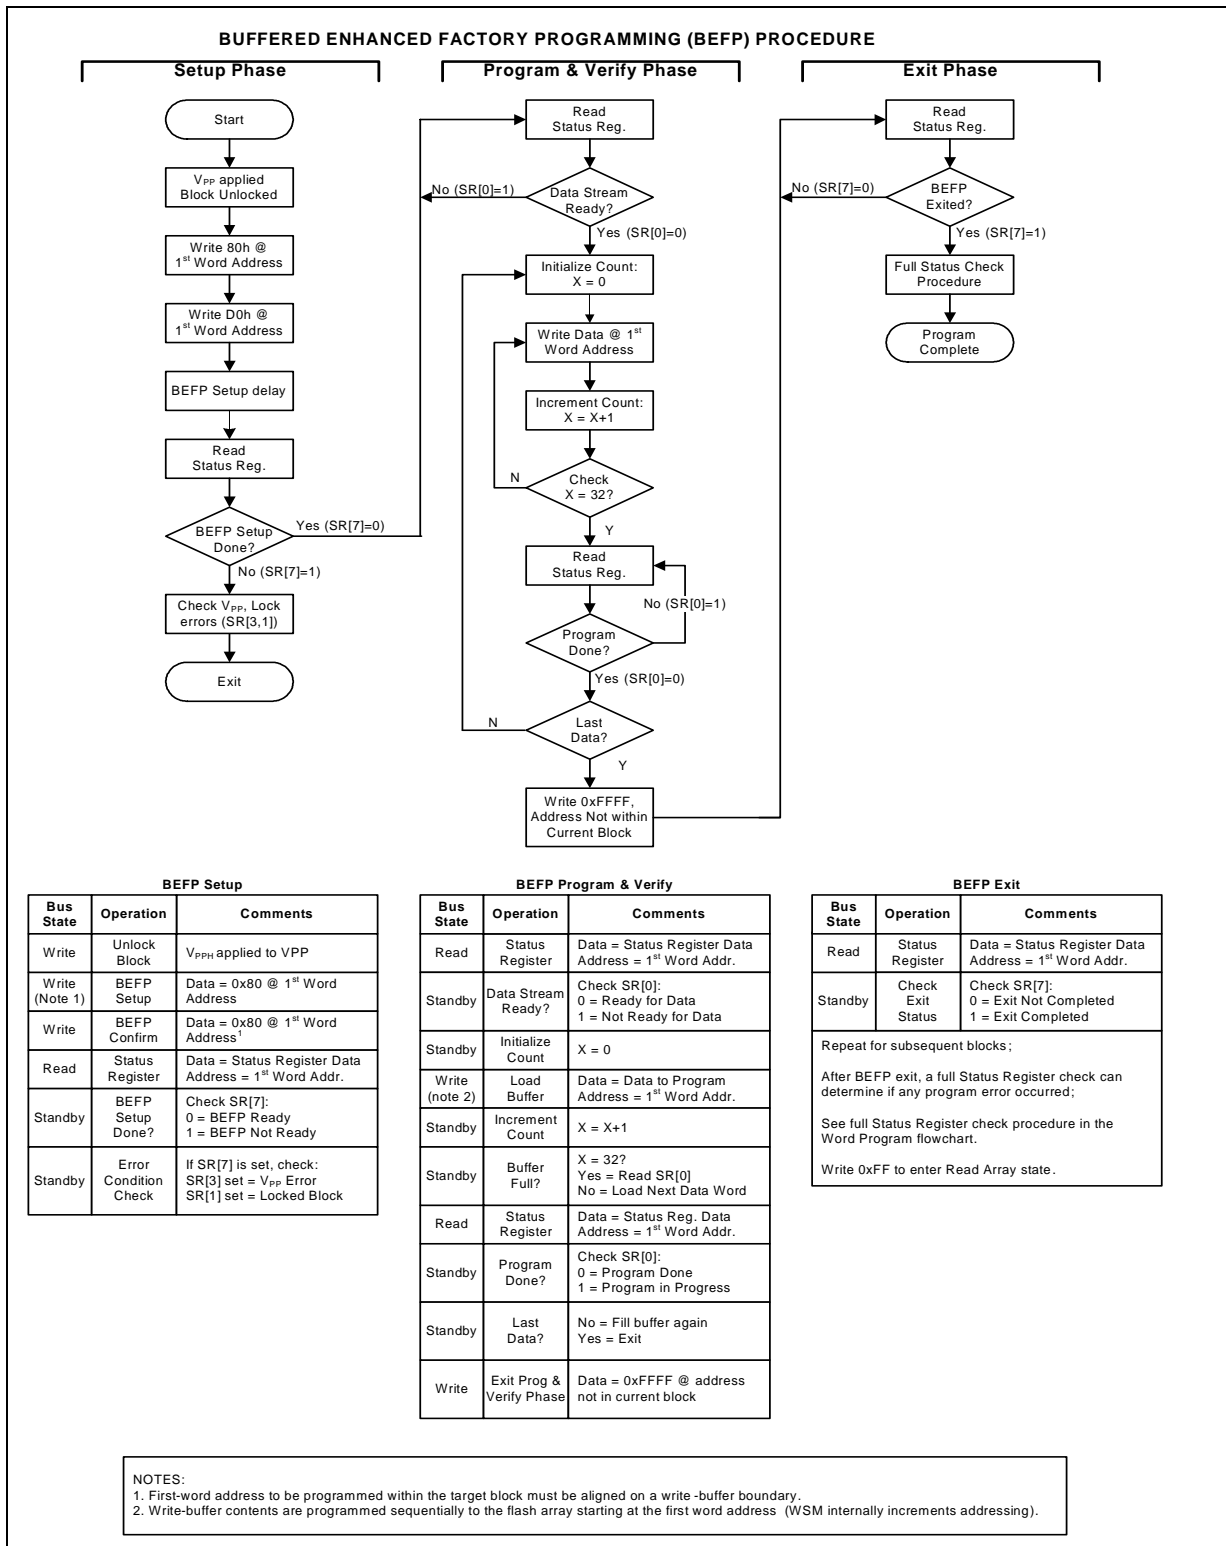 BUFFERED ENHANCED FACTORY PROGRAMMING (BEFP) PROCEDURE
Setup Phase
Start
VPP applied
Block Unlocked
Write 80h @
1st Word Address
Write D0h @
1st Word Address
BEFP Setup delay
Read
Status Reg.
BEFP Setup
Done?
Yes (SR[7]=0)
No (SR[7]=1)
Check VPP, Lock
errors (SR[3,1])
Exit
Program & Verify Phase
Read
Status Reg.
No (SR[0]=1)
Data Stream
Ready?
Yes (SR[0]=0)
Initialize Count:
X = 0
Write Data @ 1st
Word Address
Increment Count:
X = X+1
N
Check
X = 32?
Y
Read
Status Reg.
No (SR[0]=1)
Program
Done?
Yes (SR[0]=0)
N
Last
Data?
Y
Write 0xFFFF,
Address Not within
Current Block
Exit Phase
Read
Status Reg.
No (SR[7]=0)
BEFP
Exited?
Yes (SR[7]=1)
Full Status Check
Procedure
Program
Complete
BEFP Setup
Bus
State
Operation
Comments
Write
Unlock
Block
VPPH applied to VPP
Write
(Note 1)
BEFP
Setup
Data = 0x80 @ 1st Word
Address
Write
BEFP
Confirm
Data = 0x80 @ 1st Word
Address1
Read
Status
Register
Data = Status Register Data
Address = 1st Word Addr.
Standby
BEFP
Setup
Done?
Check SR[7]:
0 = BEFP Ready
1 = BEFP Not Ready
Standby
Error
Condition
Check
If SR[7] is set, check:
SR[3] set = VPP Error
SR[1] set = Locked Block
BEFP Program & Verify
Bus
State
Operation
Comments
Read
Status
Register
Data = Status Register Data
Address = 1st Word Addr.
Standby
Data Stream
Ready?
Check SR[0]:
0 = Ready for Data
1 = Not Ready for Data
Standby
Initialize
Count
X = 0
Write
(note 2)
Load
Buffer
Data = Data to Program
Address = 1st Word Addr.
Standby
Increment
Count
X = X+1
Standby
Buffer
Full?
X = 32?
Yes = Read SR[0]
No = Load Next Data Word
Read
Status
Register
Data = Status Reg. Data
Address = 1st Word Addr.
Standby
Program
Done?
Check SR[0]:
0 = Program Done
1 = Program in Progress
Standby
Last
Data?
No = Fill buffer again
Yes = Exit
Write
Exit Prog &
Verify Phase
Data = 0xFFFF @ address
not in current block
BEFP Exit
Bus
State
Operation
Comments
Read
Status
Register
Data = Status Register Data
Address = 1st Word Addr.
Standby
Check
Exit
Status
Check SR[7]:
0 = Exit Not Completed
1 = Exit Completed
Repeat for subsequent blocks;
After BEFP exit, a full Status Register check can
determine if any program error occurred;
See full Status Register check procedure in the
Word Program flowchart.
Write 0xFF to enter Read Array state.
NOTES:
1. First-word address to be programmed within the target block must be aligned on a write -buffer boundary.
2. Write-buffer contents are programmed sequentially to the flash array starting at the first word address (WSM internally increments addressing).